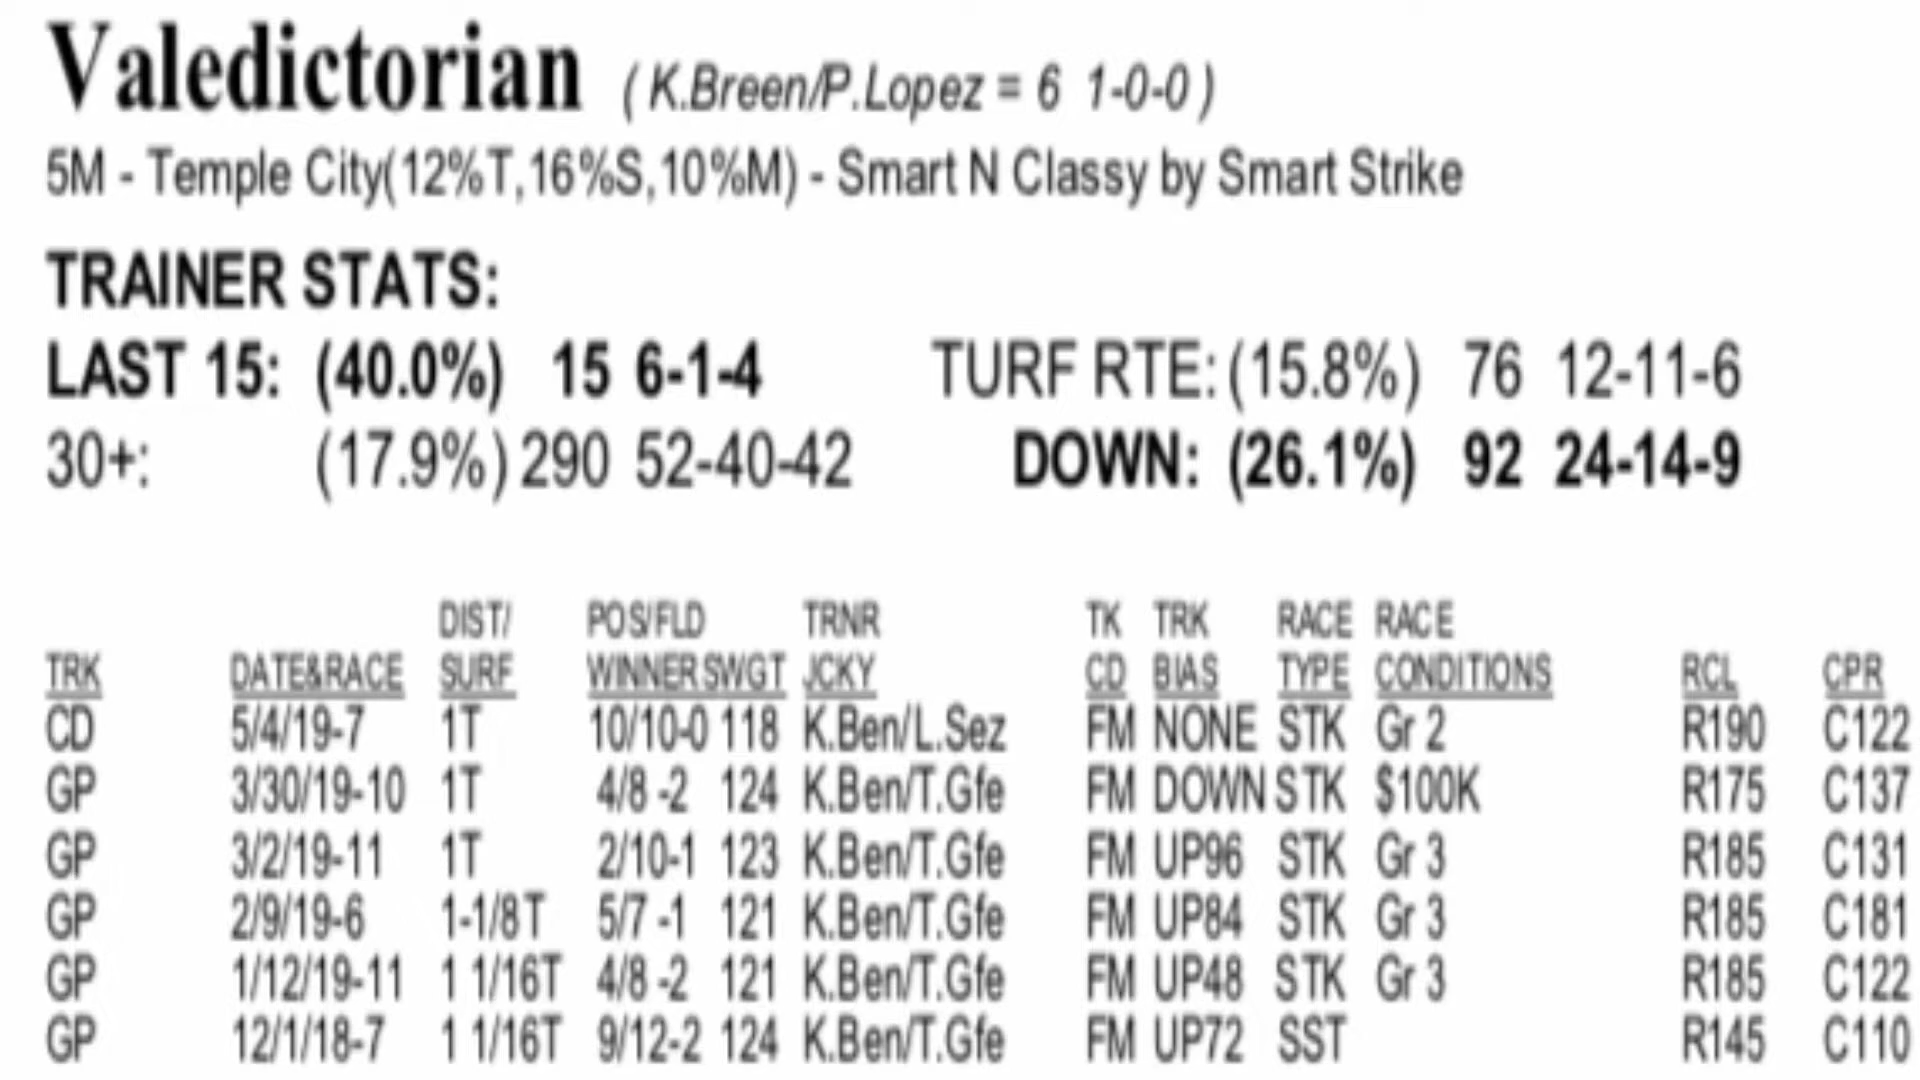 Valedictorian ( K.Breen/P.Lopez = 6 1-0-0 )
5M - Temple City(12%T,16%S,10%M) - Smart N Classy by Smart Strike
TRAINER STATS:
LAST 15: (40.0%) 15 6-1-4 TURF RTE: (15.8%) 76 12-11-6
30+: (17.9%) 290 52-40-42 DOWN: (26.1%) 92 24-14-9
DIST/ POS/FLD TRNR TK TRK RACE RACE
TRK DATE&RACE SURF WINNERSWGT JCKY CD BIAS TYPE CONDITIONS RCL CPR
CD 5/4/19-7 1T 10/10-0 118 K.Ben/L.Sez FM NONE STK Gr 2 R190 C122
GP 3/30/19-10 1T 4/8 -2 124 K.Ben/T.Gfe FM DOWN STK $100K R175 C137
GP 3/2/19-11 1T 2/10-1 123 K.Ben/T.Gfe FM UP96 STK Gr 3 R185 C131
GP 2/9/19-6 1-1/8T 5/7 -1 121 K.Ben/T.Gfe FM UP84 STK Gr 3 R185 C181
GP 1/12/19-11 1 1/16T 4/8 -2 121 K.Ben/T.Gfe FM UP48 STK Gr 3 R185 C122
GP 12/1/18-7 1 1/16T 9/12-2 124 K.Ben/T.Gfe FM UP72 SST R145 C110